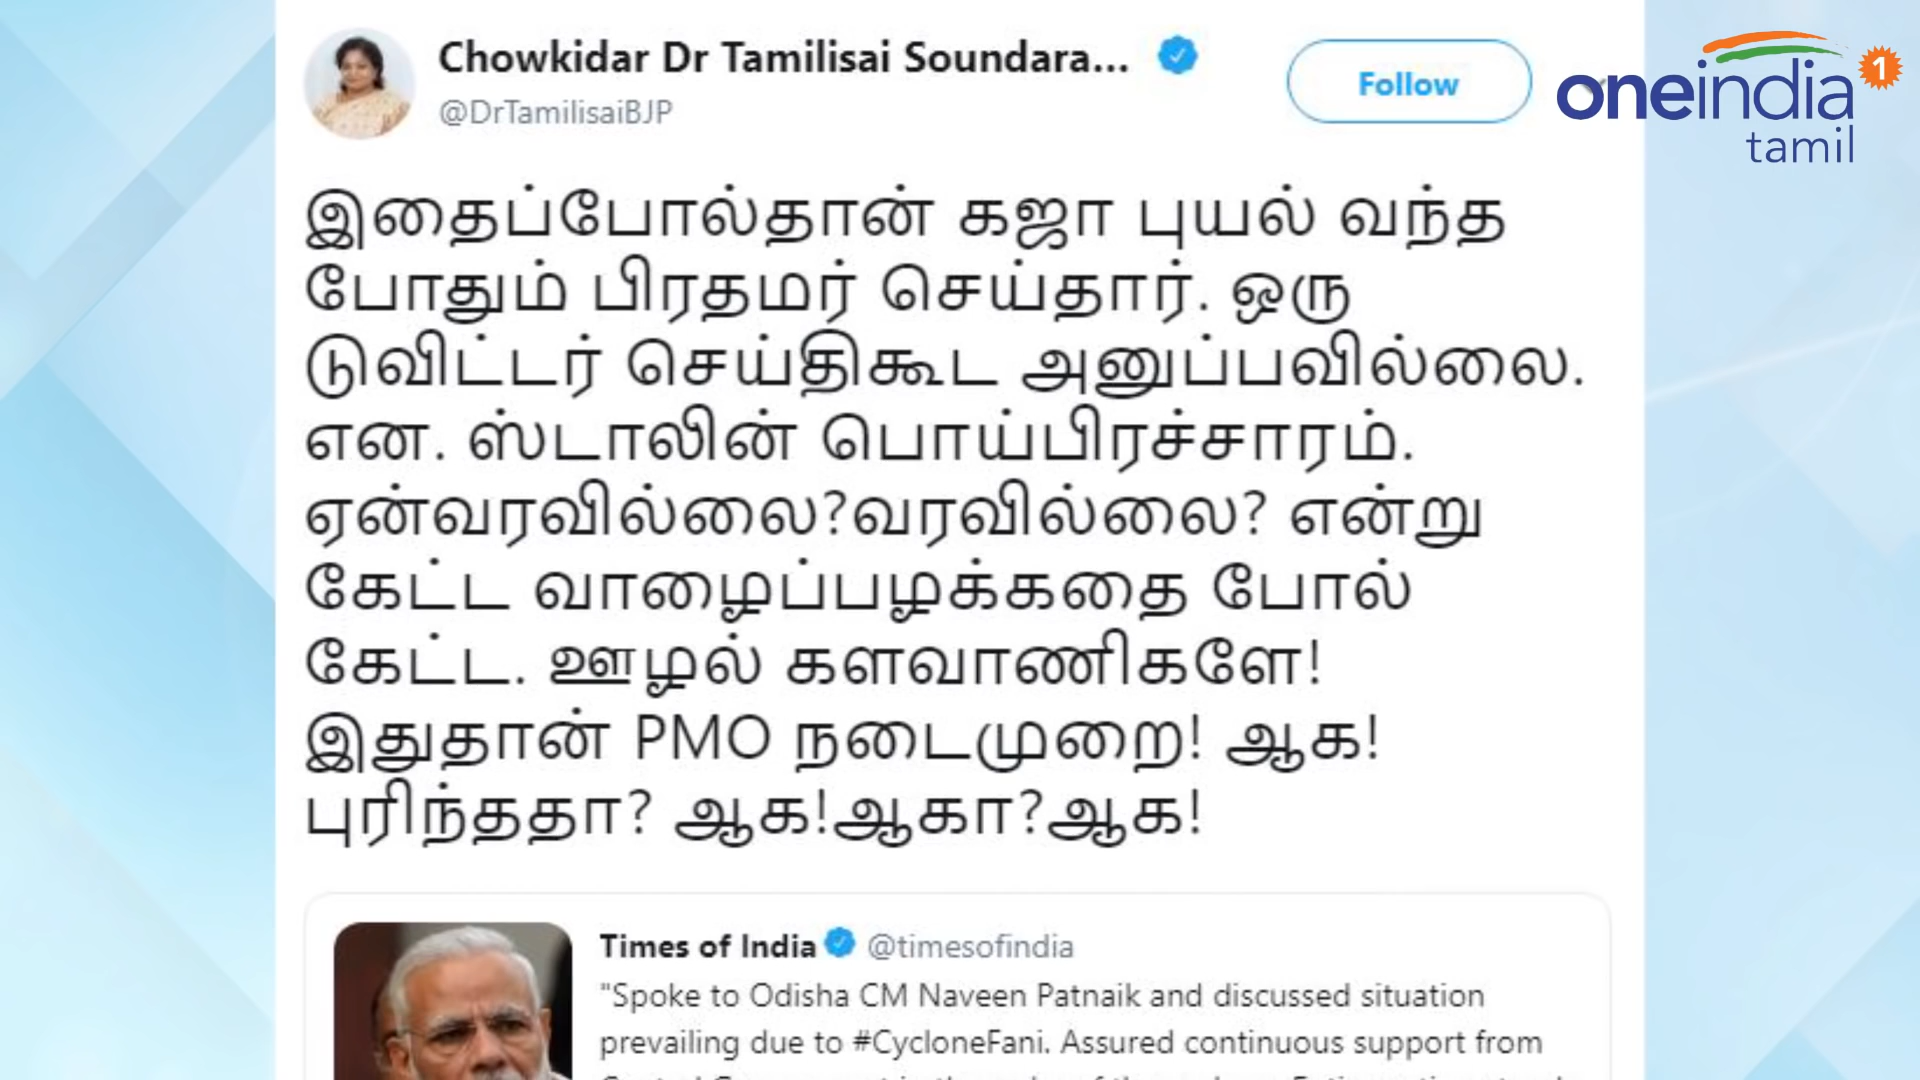 Chowkidar Dr Tamilisai Soundara...
@DrTamilisaiBJP
Follow
oneindia
1
tamil
இதைப்போல்தான் கஜா புயல் வந்த
போதும் பிரதமர் செய்தார். ஒரு
டுவிட்டர் செய்திகூட அனுப்பவில்லை.
என. ஸ்டாலின் பொய்பிரச்சாரம்.
ஏன்வரவில்லை?வரவில்லை? என்று
கேட்ட வாழைப்பழக்கதை போல்
கேட்ட. ஊழல் களவாணிகளே!
இதுதான் PMO நடைமுறை! ஆக!
புரிந்ததா? ஆக!ஆகா?ஆக!
Times of India @timesofindia
"Spoke to Odisha CM Naveen Patnaik and discussed situation
prevailing due to #CycloneFani. Assured continuous support from